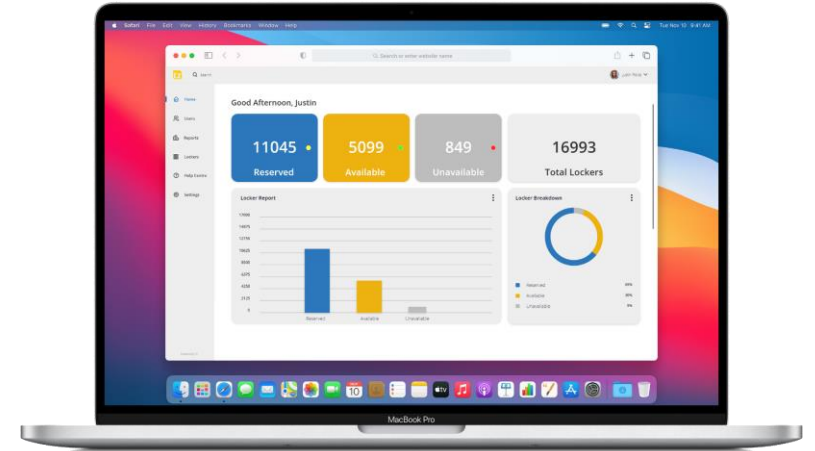 Safari File Edit View History Bookmarks Window Help
Tue Nov 10 9:41 AM
Search or enter website name
Search
Home
Users
Reports
Lockers
Help Centre
Settings
Good Afternoon, Justin
11045
Reserved
5099
Available
849
Unavailable
16993
Total Lockers
Locker Report
Reserved Available Unavailable
Locker Breakdown
Reserved
Available
Unavailable
10
MacBook Pro